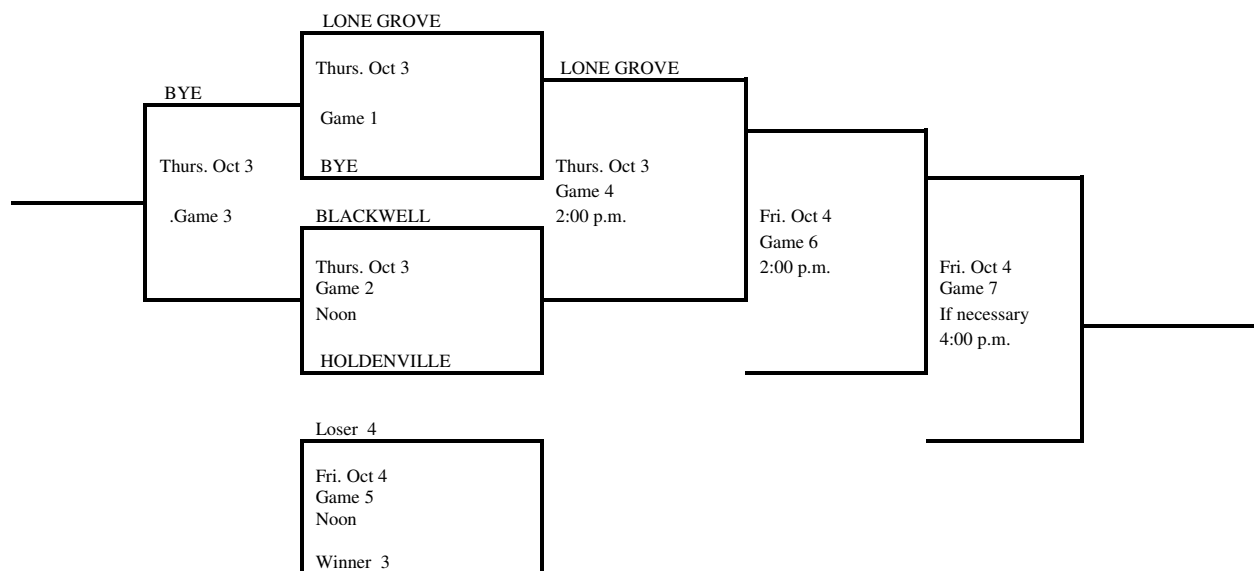 LONE GROVE
Thurs. Oct 3
Game 1
BYE
LONE GROVE
BYE
Thurs. Oct 3
.Game 3
BLACKWELL
Thurs. Oct 3
Game 2
Noon
HOLDENVILLE
Thurs. Oct 3
Game 4
2:00 p.m.
Fri. Oct 4
Game 6
2:00 p.m.
Fri. Oct 4
Game 7
If necessary
4:00 p.m.
Loser 4
Fri. Oct 4
Game 5
Noon
Winner 3